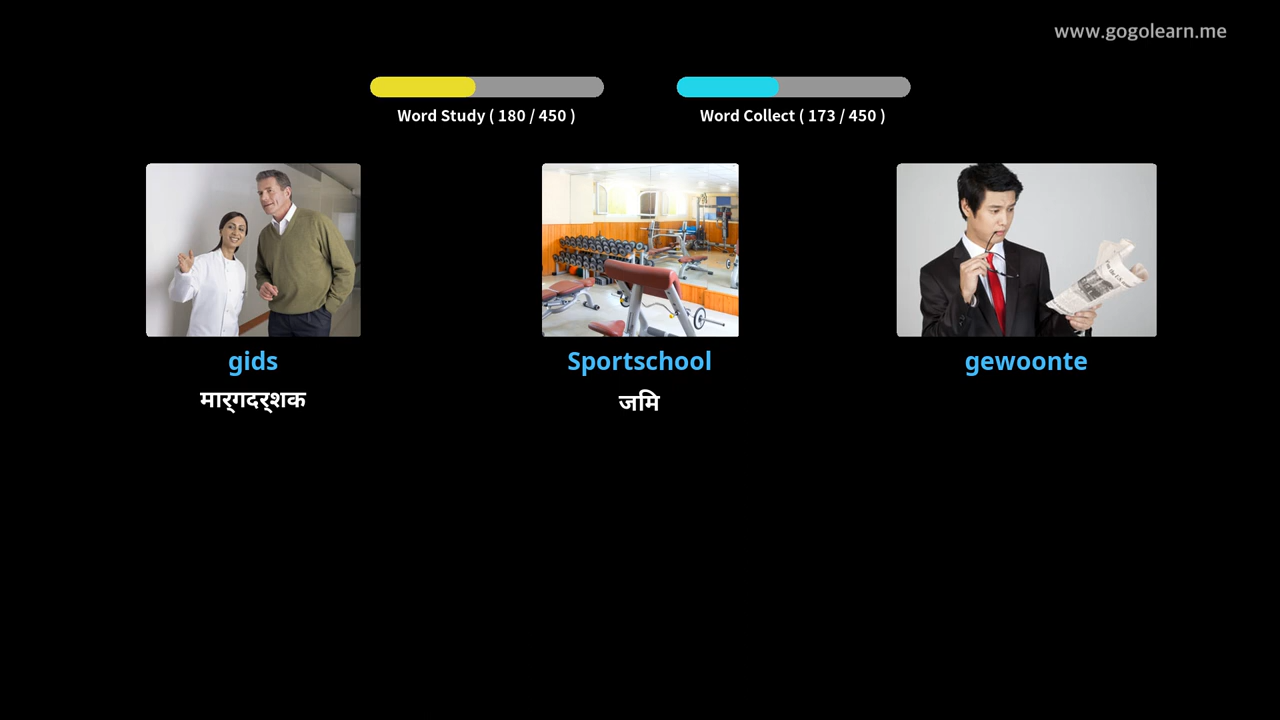 www.gogolearn.me
Word Study ( 180 / 450 )
Word Collect ( 173 / 450 )
gids
Sportschool
gewoonte
मार्‍गदर्‍शक
जमि